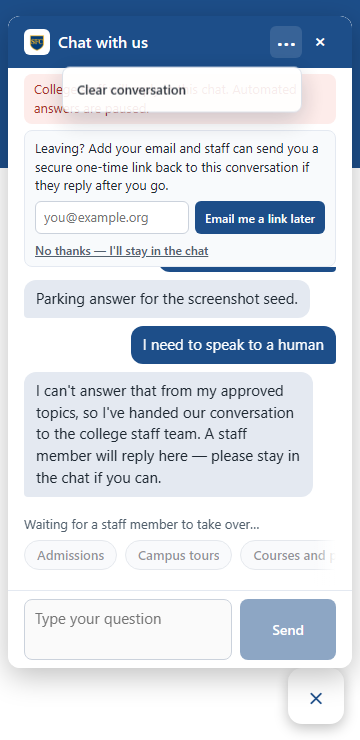 SFC
Chat with us
Clear conversation
College
this chat. Automated
answers are paused.
Leaving? Add your email and staff can send you a
secure one-time link back to this conversation if
they reply after you go.
you@example.org
Email me a link later
No thanks — I'll stay in the chat
Parking answer for the screenshot seed.
I need to speak to a human
I can't answer that from my approved
topics, so I've handed our conversation
to the college staff team. A staff
member will reply here — please stay in
the chat if you can.
Waiting for a staff member to take over...
Admissions
Campus tours
Courses and p
Type your question
Send